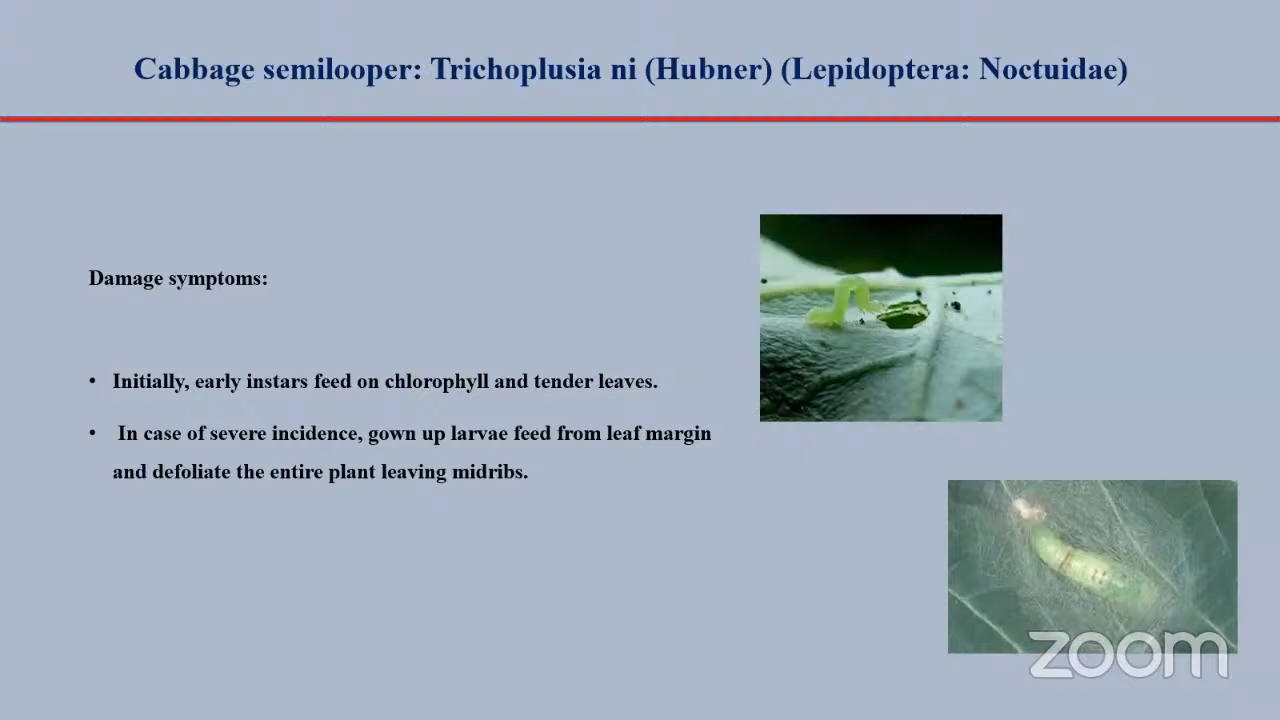 Cabbage semilooper: Trichoplusia ni (Hubner) (Lepidoptera: Noctuidae)
Damage symptoms:
• Initially, early instars feed on chlorophyll and tender leaves.
• In case of severe incidence, gown up larvae feed from leaf margin
and defoliate the entire plant leaving midribs.
zoom